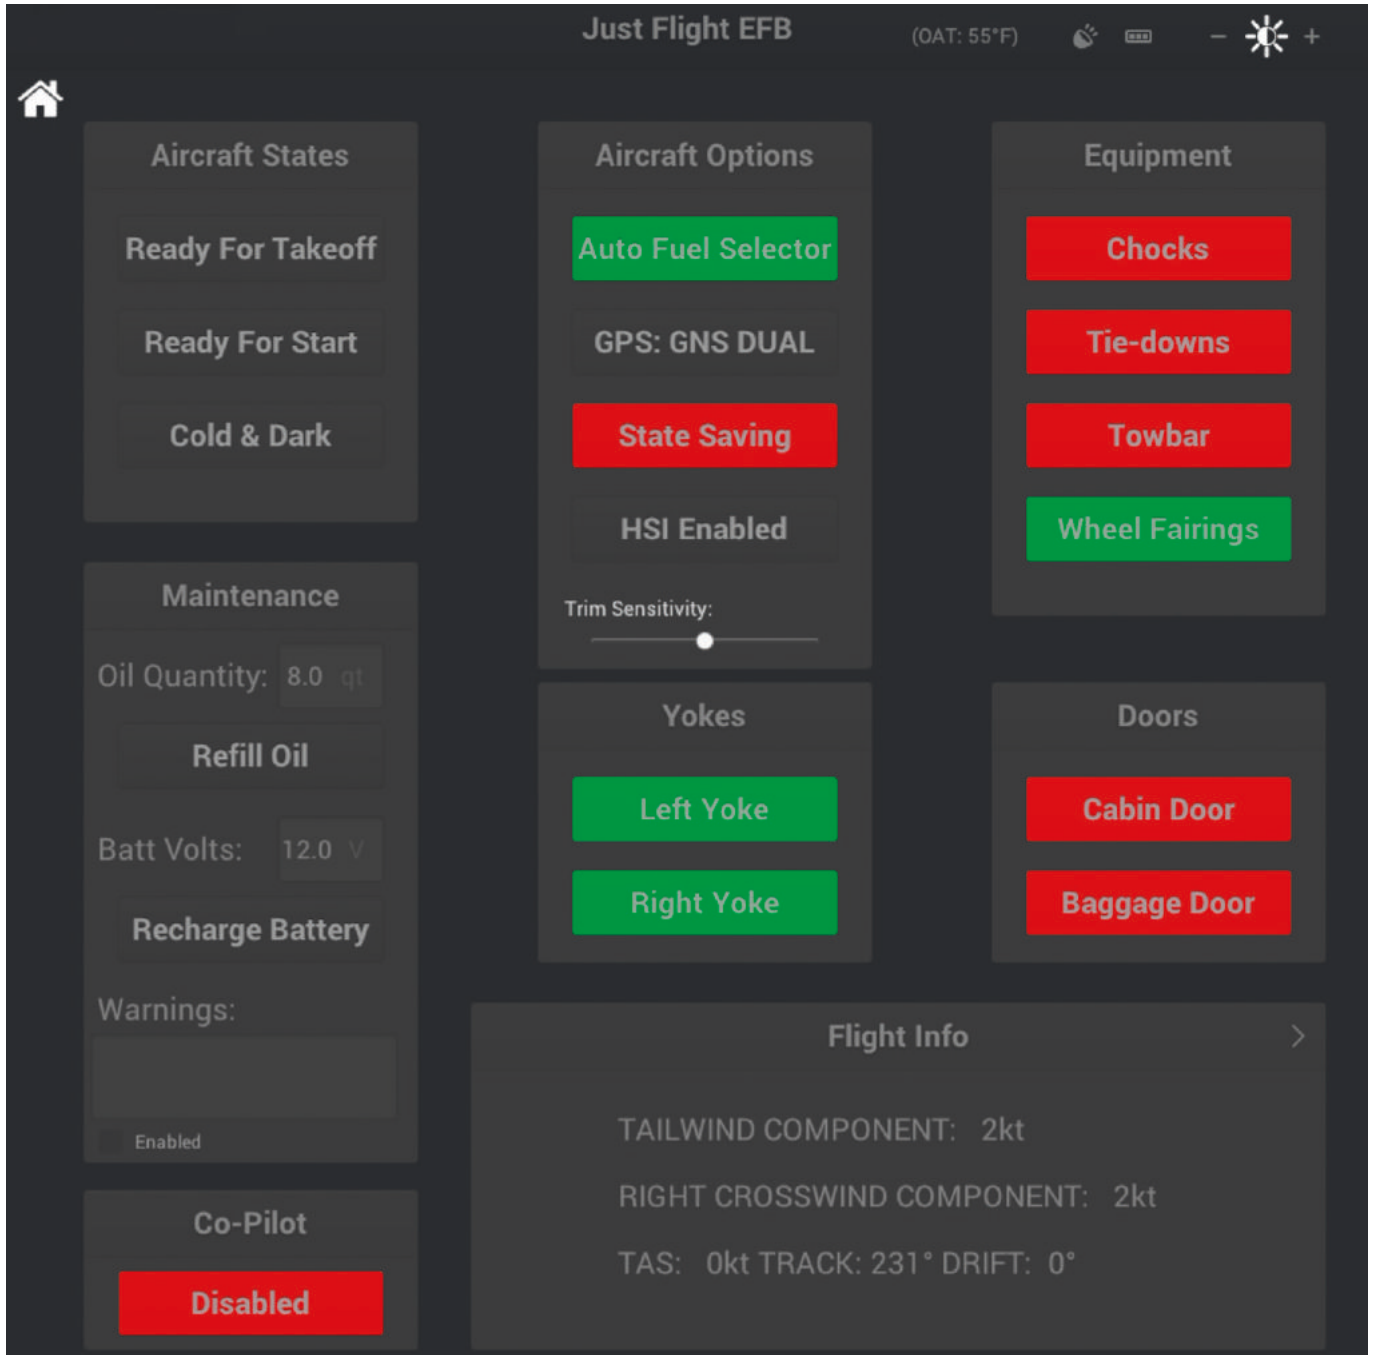 Just Flight EFB
(OAT: 55°F)
− +
Aircraft States
Ready For Takeoff
Ready For Start
Cold & Dark
Maintenance
Oil Quantity: 8.0 qt
Refill Oil
Batt Volts: 12.0 V
Recharge Battery
Warnings:
Enabled
Co-Pilot
Disabled
Aircraft Options
Auto Fuel Selector
GPS: GNS DUAL
State Saving
HSI Enabled
Trim Sensitivity:
Yokes
Left Yoke
Right Yoke
Equipment
Chocks
Tie-downs
Towbar
Wheel Fairings
Doors
Cabin Door
Baggage Door
Flight Info >
TAILWIND COMPONENT: 2kt
RIGHT CROSSWIND COMPONENT: 2kt
TAS: 0kt TRACK: 231° DRIFT: 0°